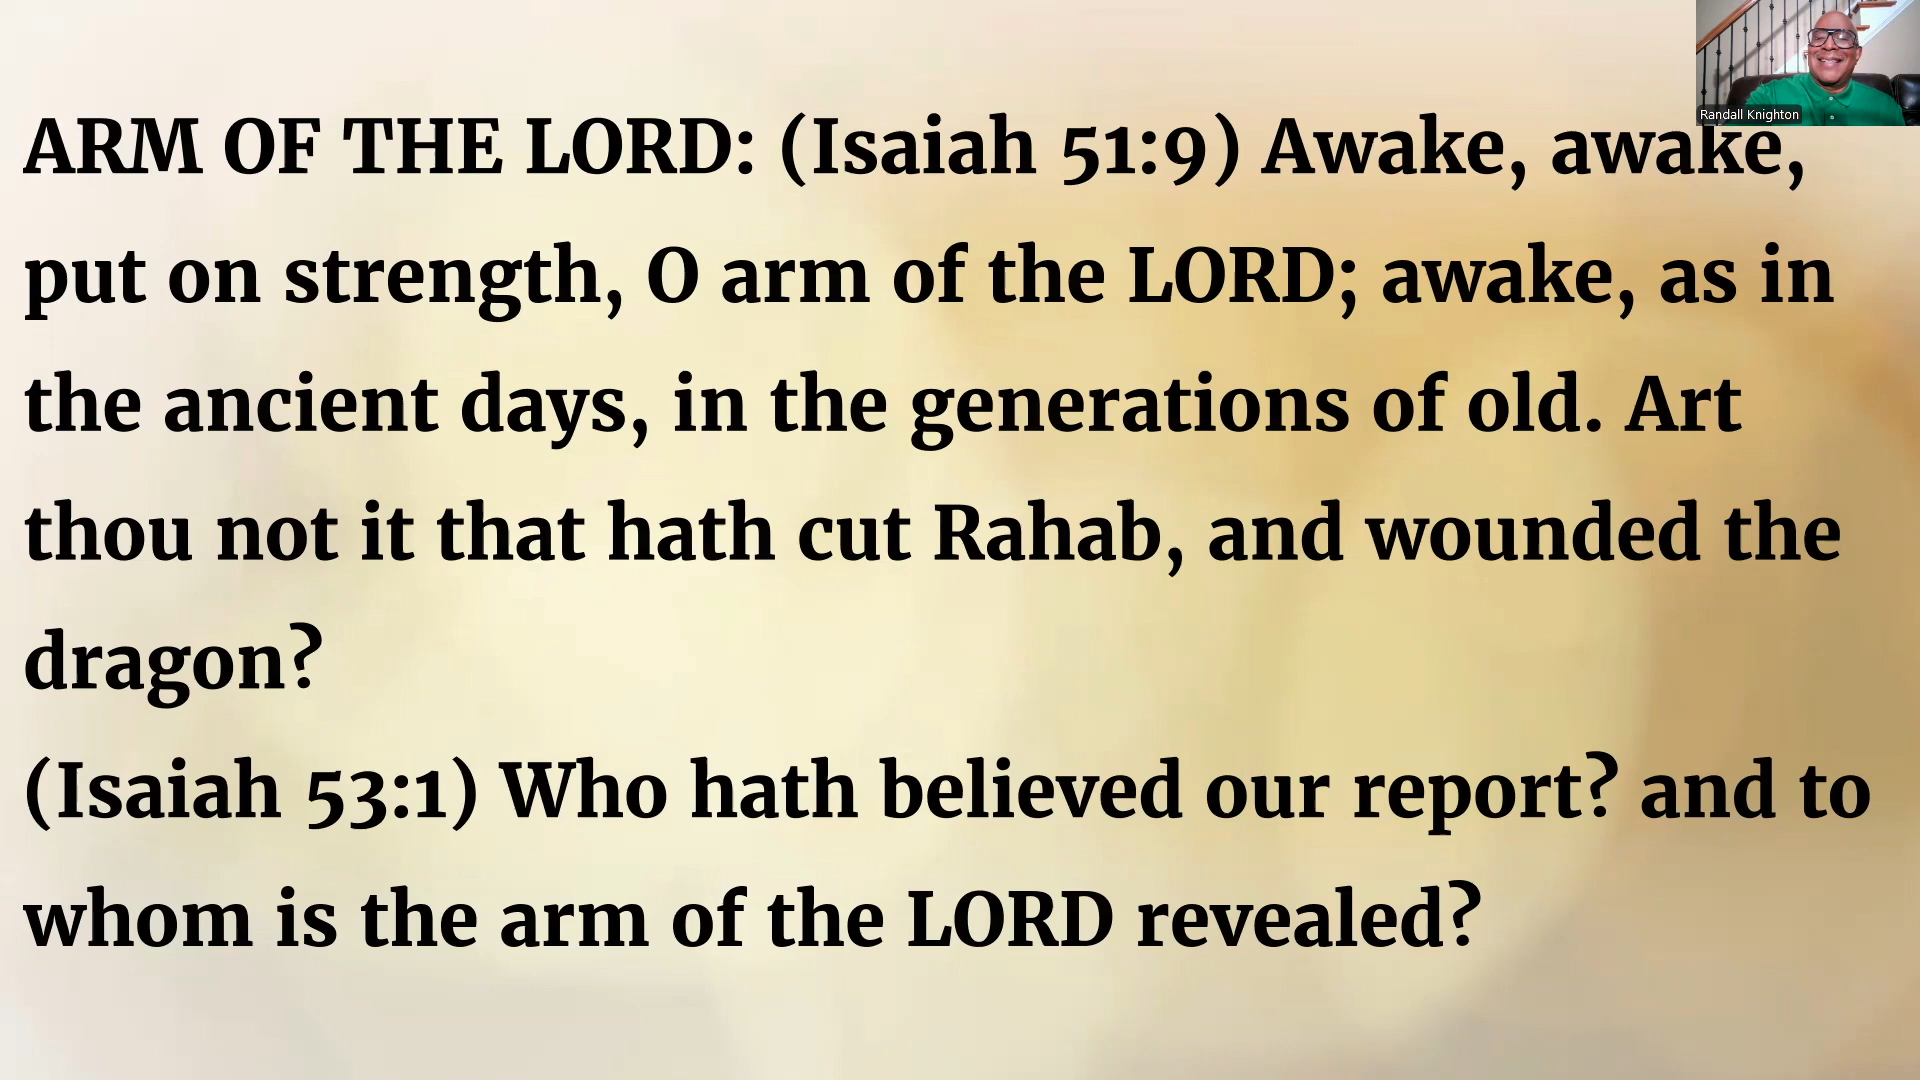 Randall Knighton
ARM OF THE LORD: (Isaiah 51:9) Awake, awake,
put on strength, O arm of the LORD; awake, as in
the ancient days, in the generations of old. Art
thou not it that hath cut Rahab, and wounded the
dragon?
(Isaiah 53:1) Who hath believed our report? and to
whom is the arm of the LORD revealed?